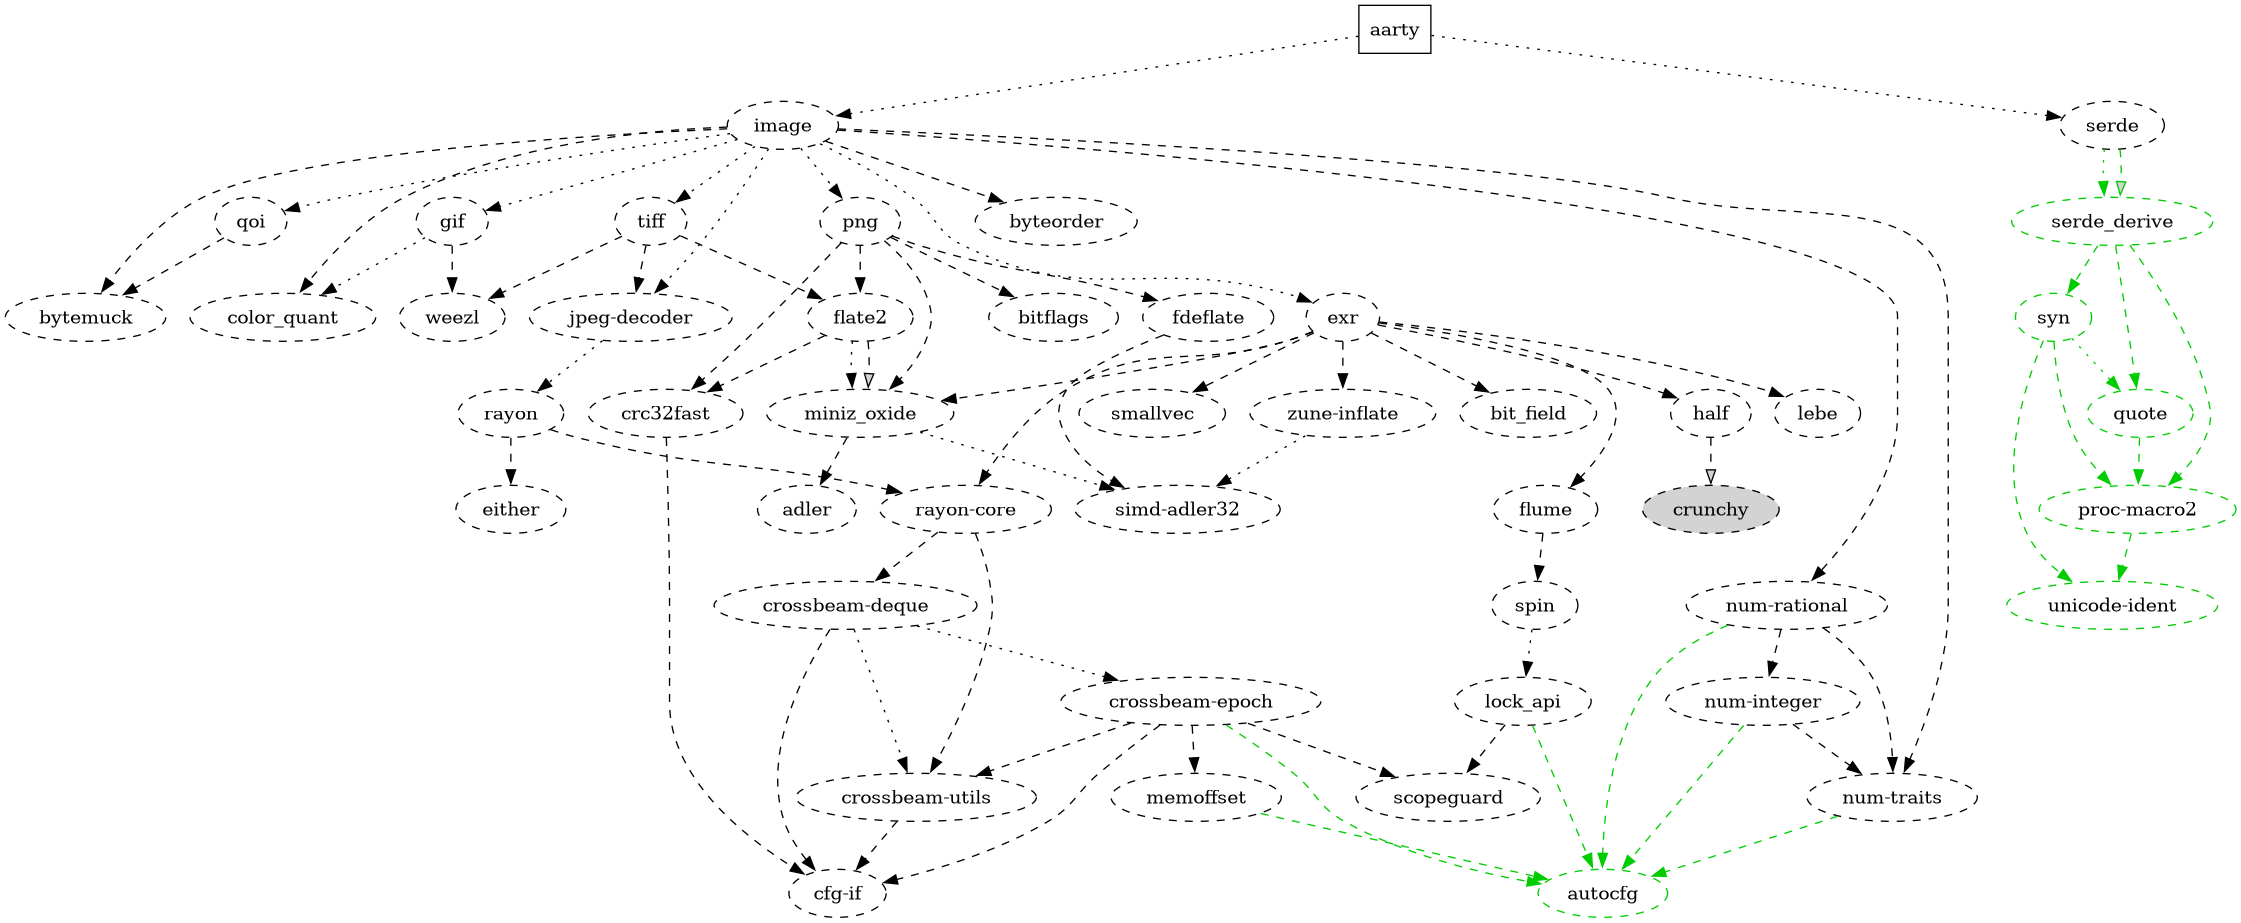 aarty
image
serde
qoi
gif
tiff
png
byteorder
serde_derive
bytemuck
color_quant
weezl
jpeg-decoder
flate2
bitflags
fdeflate
exr
syn
rayon
crc32fast
miniz_oxide
smallvec
zune-inflate
bit_field
half
lebe
quote
either
adler
rayon-core
simd-adler32
flume
crunchy
proc-macro2
crossbeam-deque
spin
num-rational
unicode-ident
crossbeam-epoch
lock_api
num-integer
crossbeam-utils
memoffset
scopeguard
num-traits
cfg-if
autocfg